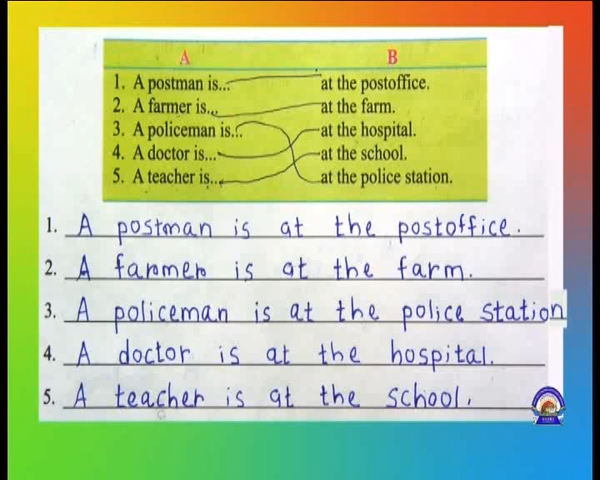 A B
1. A postman is... at the postoffice.
2. A farmer is... at the farm.
3. A policeman is... at the hospital.
4. A doctor is... at the school.
5. A teacher is... at the police station.
1. A postman is at the postoffice.
2. A farmer is at the farm.
3. A policeman is at the police station
4. A doctor is at the hospital.
5. A teacher is at the school.